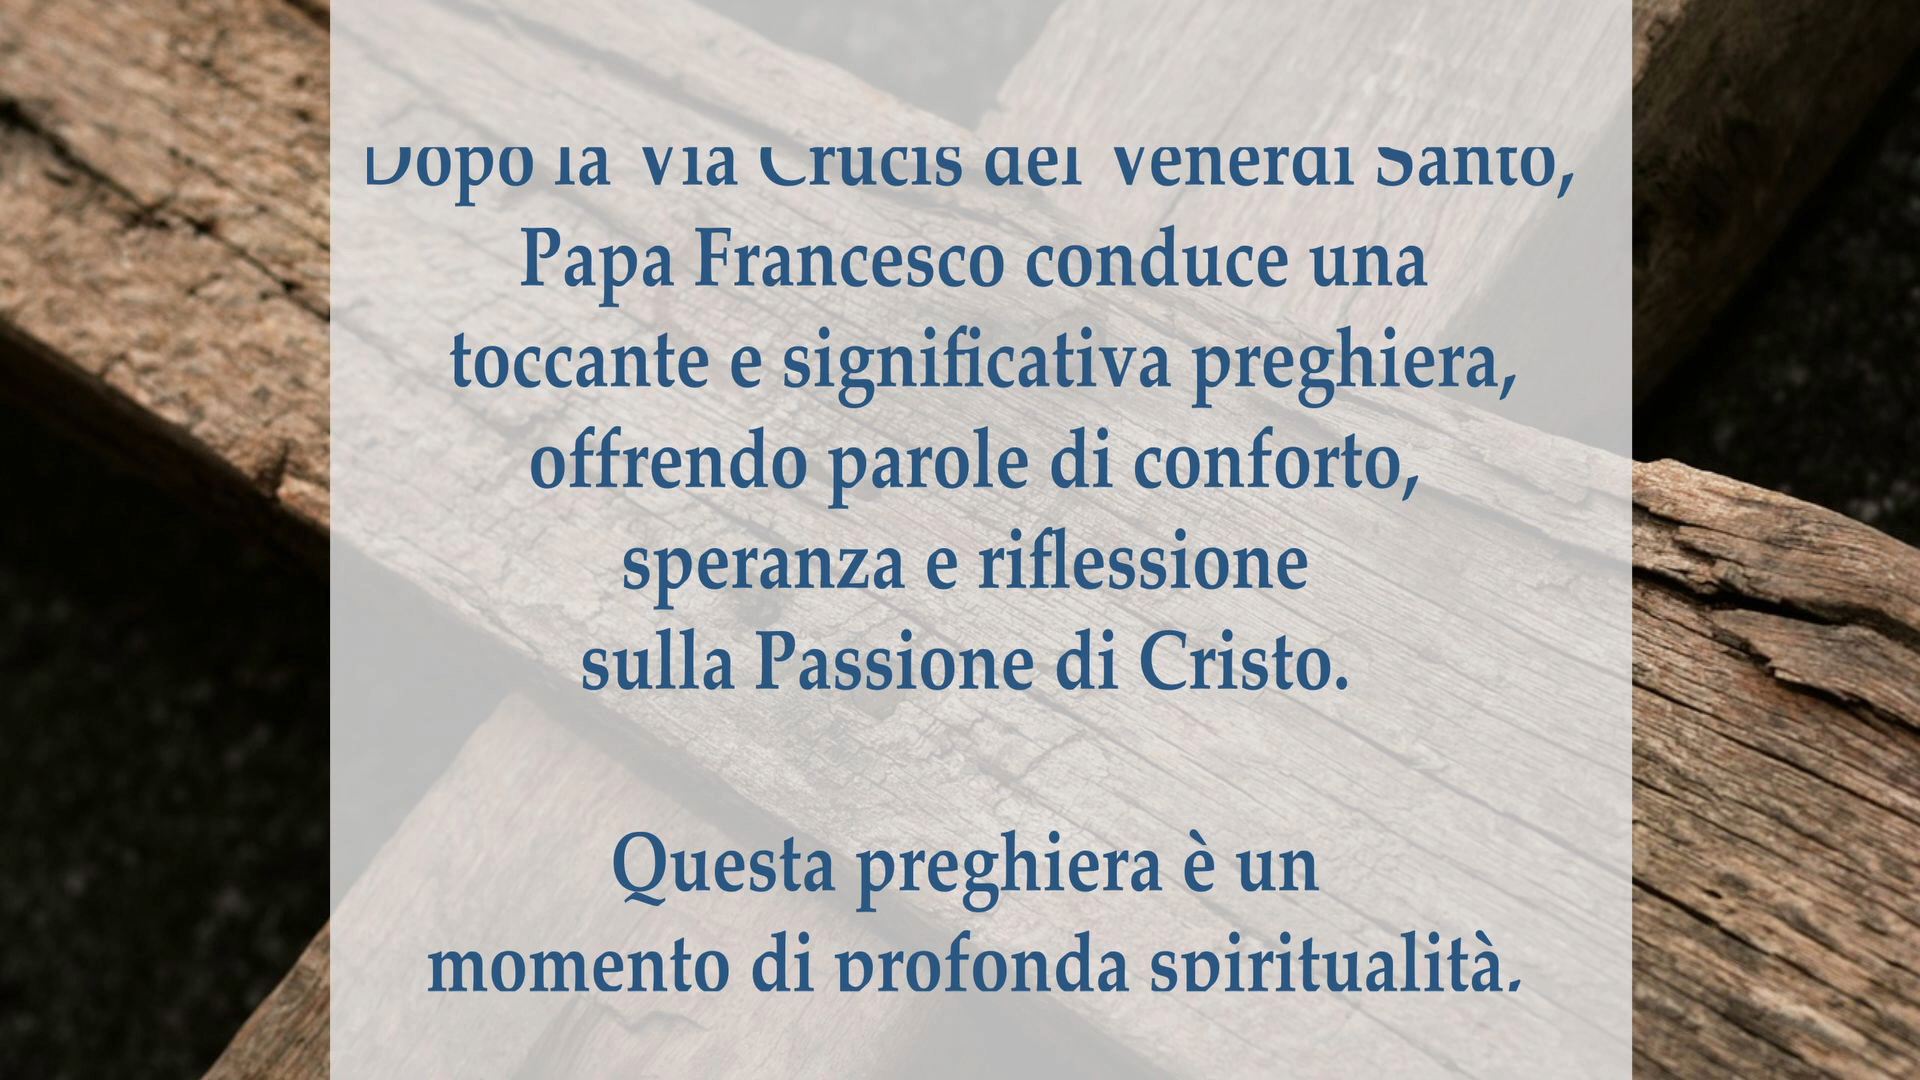 Dopo la Via Crucis del Venerdì Santo,
Papa Francesco conduce una
toccante e significativa preghiera,
offrendo parole di conforto,
speranza e riflessione
sulla Passione di Cristo.
Questa preghiera è un
momento di profonda spiritualità,